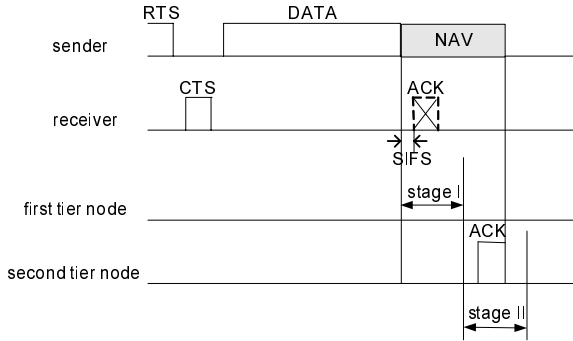 RTS
DATA
sender
NAV
CTS
ACK
receiver
SIFS
stage I
first tier node
ACK
second tier node
stage II